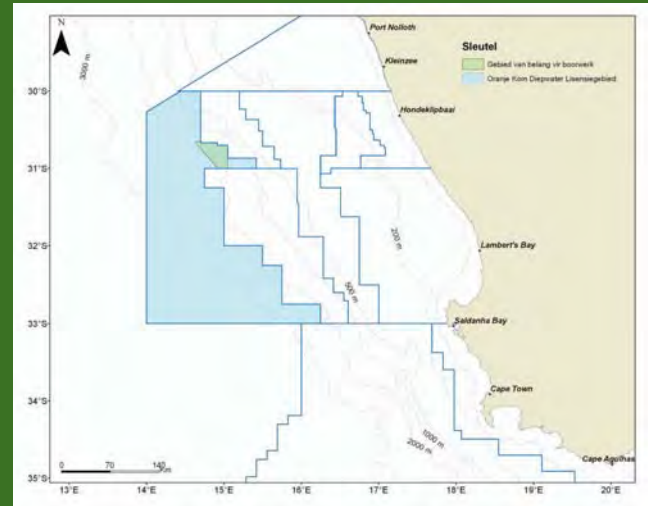 N
Port Nolloth
Kleinzee
3000 m
Sleutel
Gebied van belang vir boorwerk
Oranje Kom Diepwater Lisensiegebied
30°S
Hondeklipbaai
31°S
32°S
200 m
Lambert's Bay
500 m
33°S
Saldanha Bay
34°S
Cape Town
1000 m
2000 m
Cape Agulhas
0 70 140
35°S
13°E 14°E 15°E 16°E 17°E 18°E 19°E 20°E